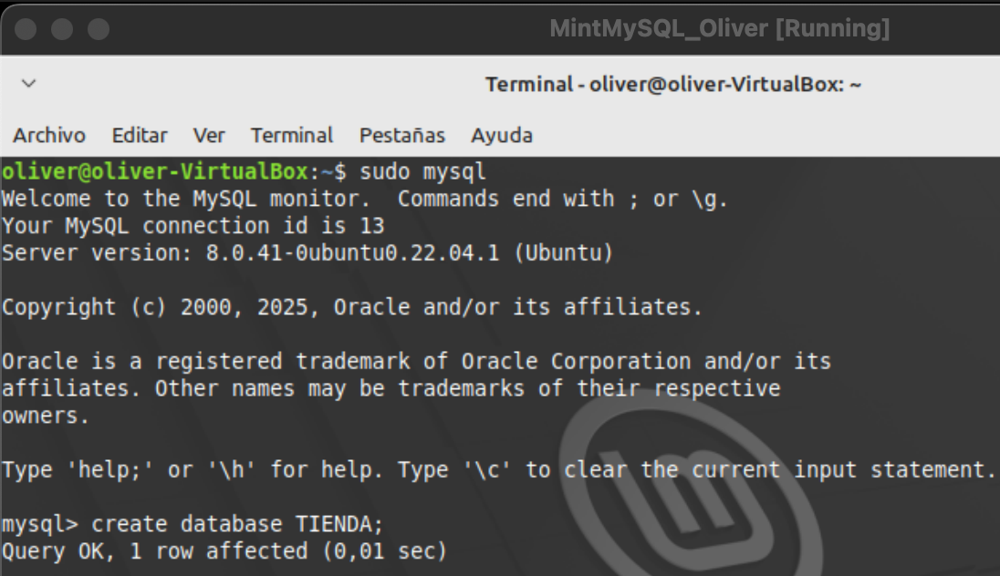 MintMySQL_Oliver [Running]
Terminal - oliver@oliver-VirtualBox: ~
Archivo Editar Ver Terminal Pestañas Ayuda
oliver@oliver-VirtualBox:~$ sudo mysql
Welcome to the MySQL monitor.  Commands end with ; or \g.
Your MySQL connection id is 13
Server version: 8.0.41-0ubuntu0.22.04.1 (Ubuntu)
Copyright (c) 2000, 2025, Oracle and/or its affiliates.
Oracle is a registered trademark of Oracle Corporation and/or its
affiliates. Other names may be trademarks of their respective
owners.
Type 'help;' or '\h' for help. Type '\c' to clear the current input statement.
mysql> create database TIENDA;
Query OK, 1 row affected (0,01 sec)